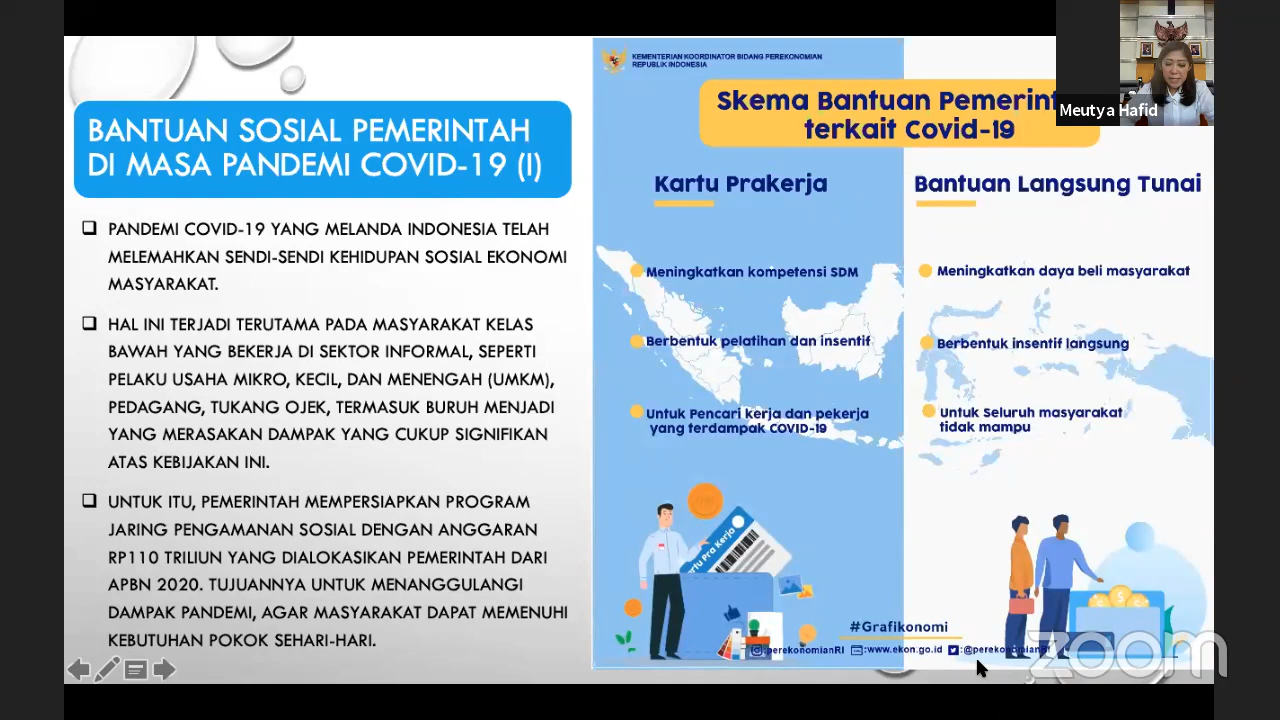 BANTUAN SOSIAL PEMERINTAH
DI MASA PANDEMI COVID-19 (I)
PANDEMI COVID-19 YANG MELANDA INDONESIA TELAH
MELEMAHKAN SENDI-SENDI KEHIDUPAN SOSIAL EKONOMI
MASYARAKAT.
HAL INI TERJADI TERUTAMA PADA MASYARAKAT KELAS
BAWAH YANG BEKERJA DI SEKTOR INFORMAL, SEPERTI
PELAKU USAHA MIKRO, KECIL, DAN MENENGAH (UMKM),
PEDAGANG, TUKANG OJEK, TERMASUK BURUH MENJADI
YANG MERASAKAN DAMPAK YANG CUKUP SIGNIFIKAN
ATAS KEBIJAKAN INI.
UNTUK ITU, PEMERINTAH MEMPERSIAPKAN PROGRAM
JARING PENGAMANAN SOSIAL DENGAN ANGGARAN
RP110 TRILIUN YANG DIALOKASIKAN PEMERINTAH DARI
APBN 2020. TUJUANNYA UNTUK MENANGGULANGI
DAMPAK PANDEMI, AGAR MASYARAKAT DAPAT MEMENUHI
KEBUTUHAN POKOK SEHARI-HARI.
KEMENTERIAN KOORDINATOR BIDANG PEREKONOMIAN
REPUBLIK INDONESIA
Skema Bantuan Pemerint
terkait Covid-19
Kartu Prakerja
Meningkatkan kompetensi SDM
Berbentuk pelatihan dan insentif
Untuk Pencari kerja dan pekerja
yang terdampak COVID-19
Bantuan Langsung Tunai
Meningkatkan daya beli masyarakat
Berbentuk insentif langsung
Untuk Seluruh masyarakat
tidak mampu
Kartu Pra Kerja
#Grafikonomi
:perekonomianRI :www.ekon.go.id :@perekonomianRI
Meutya Hafid
zoom